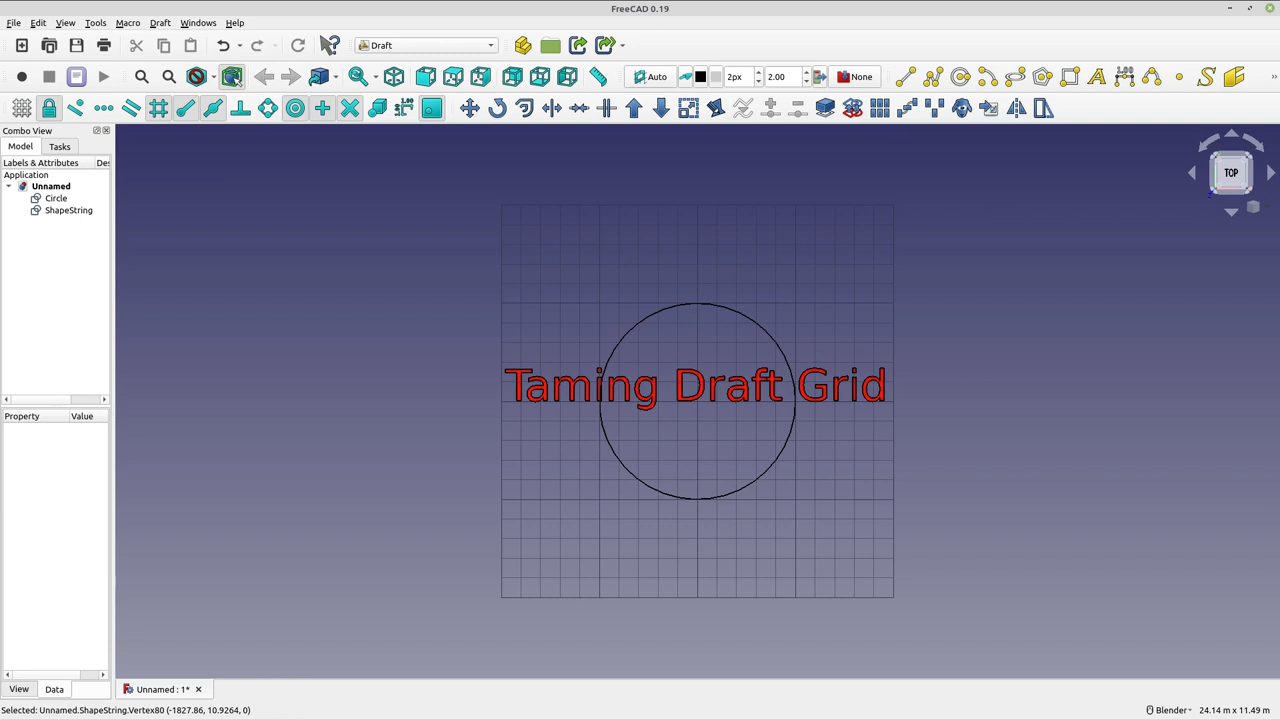 FreeCAD 0.19
File Edit View Tools Macro Draft Windows Help
Draft
Auto 2px 2.00 None
Combo View
Model Tasks
Labels & Attributes Des
Application
Unnamed
Circle
ShapeString
TOP
Taming Draft Grid
Property Value
View Data
Unnamed : 1*
Selected: Unnamed.ShapeString.Vertex80 (-1827.86, 10.9264, 0)
Blender 24.14 m x 11.49 m